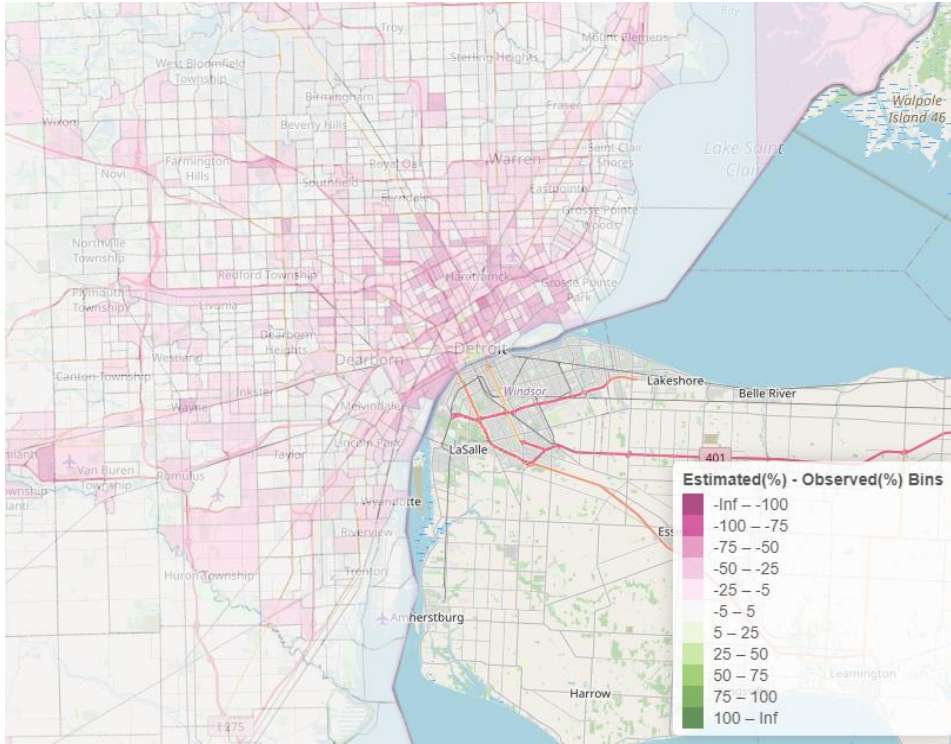 Bay
Troy
Mount Clemens
West Bloomfield
Township
Sterling Heights
Birmingham
Fraser
Walpole
Island 46
Wixom
Beverly Hills
Saint Clair
Shores
Lake Saint
Clair
Novi
Farmington
Hills
Royal Oak
Warren
Southfield
Eastpointe
Ferndale
Grosse Pointe
Woods
Northville
Township
Redford Township
Hamtramck
Grosse Pointe
Park
Plymouth
Township
Livonia
Dearborn
Heights
Detroit
Westland
Dearborn
Canton Township
Lakeshore
Inkster
Windsor
Belle River
Wayne
Melvindale
Lincoln Park
LaSalle
401
Taylor
Van Buren
Township
Romulus
Wyandotte
Riverview
Huron Township
Trenton
Amherstburg
I 275
Harrow
Leamington
Estimated(%) - Observed(%) Bins
-Inf – -100
-100 – -75
-75 – -50
-50 – -25
-25 – -5
-5 – 5
5 – 25
25 – 50
50 – 75
75 – 100
100 – Inf